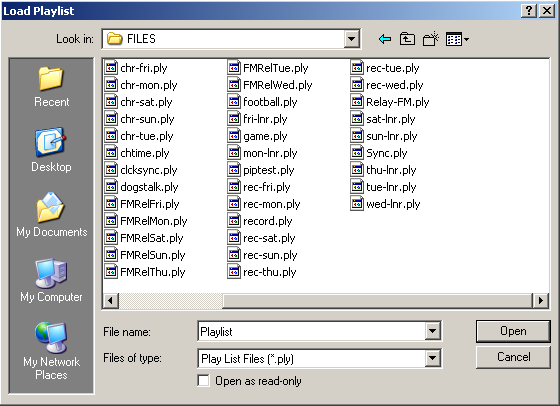 Load Playlist
Look in: FILES
Recent
Desktop
My Documents
My Computer
My Network
Places
chr-fri.ply
chr-mon.ply
chr-sat.ply
chr-sun.ply
chr-tue.ply
chtime.ply
clcksync.ply
dogstalk.ply
FMRelFri.ply
FMRelMon.ply
FMRelSat.ply
FMRelSun.ply
FMRelThu.ply
FMRelTue.ply
FMRelWed.ply
football.ply
fri-lnr.ply
game.ply
mon-lnr.ply
piptest.ply
rec-fri.ply
rec-mon.ply
record.ply
rec-sat.ply
rec-sun.ply
rec-thu.ply
rec-tue.ply
rec-wed.ply
Relay-FM.ply
sat-lnr.ply
sun-lnr.ply
Sync.ply
thu-lnr.ply
tue-lnr.ply
wed-lnr.ply
File name: Playlist Open
Files of type: Play List Files (*.ply) Cancel
Open as read-only